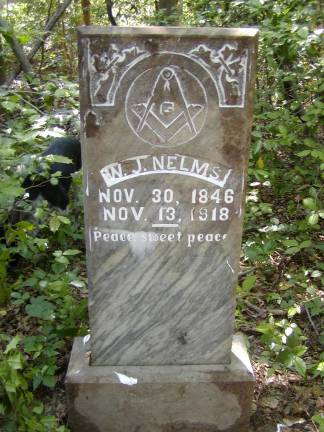 G
W. J. NELMS
NOV. 30, 1846
NOV. 13, 1918
Peace sweet peace.